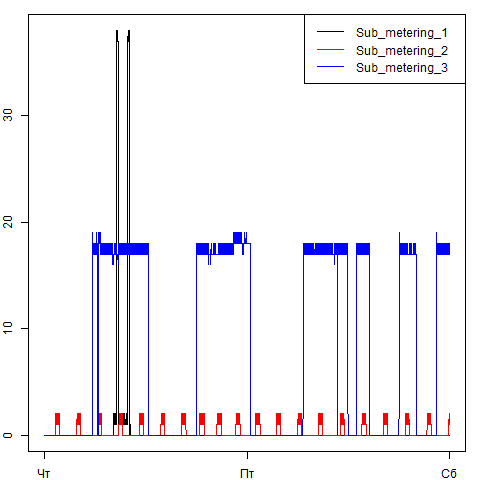 Sub_metering_1
Sub_metering_2
Sub_metering_3
30
20
10
0
Чт Пт Сб